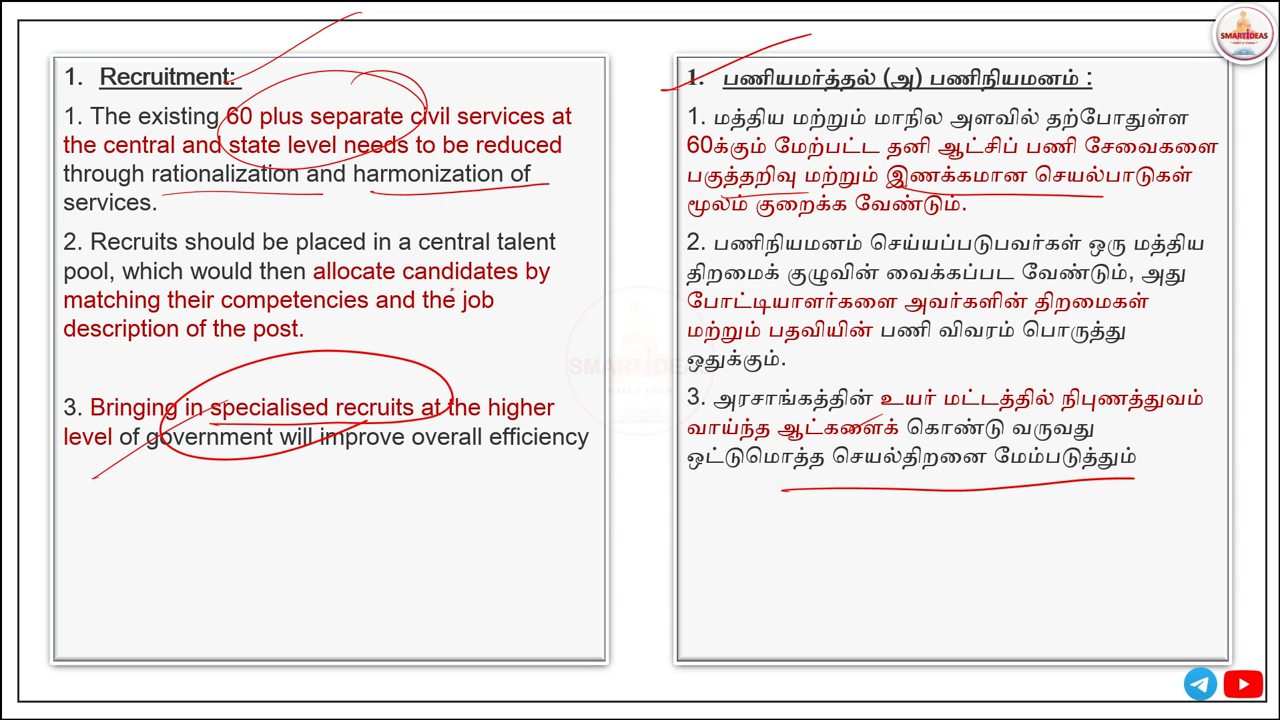 SMARTIDEAS
1. Recruitment:
1. The existing 60 plus separate civil services at
the central and state level needs to be reduced
through rationalization and harmonization of
services.
2. Recruits should be placed in a central talent
pool, which would then allocate candidates by
matching their competencies and the job
description of the post.
3. Bringing in specialised recruits at the higher
level of government will improve overall efficiency
1. பணியமர்த்தல் (அ) பணிநியமனம் :
1. மத்திய மற்றும் மாநில அளவில் தற்போதுள்ள
60க்கும் மேற்பட்ட தனி ஆட்சிப் பணி சேவைகளை
பகுத்தறிவு மற்றும் இணக்கமான செயல்பாடுகள்
மூலம் குறைக்க வேண்டும்.
2. பணிநியமனம் செய்யப்படுபவர்கள் ஒரு மத்திய
திறமைக் குழுவின் வைக்கப்பட வேண்டும், அது
போட்டியாளர்களை அவர்களின் திறமைகள்
மற்றும் பதவியின் பணி விவரம் பொருத்து
ஒதுக்கும்.
3. அரசாங்கத்தின் உயர் மட்டத்தில் நிபுணத்துவம்
வாய்ந்த ஆட்களைக் கொண்டு வருவது
ஒட்டுமொத்த செயல்திறனை மேம்படுத்தும்
SMARTIDEAS